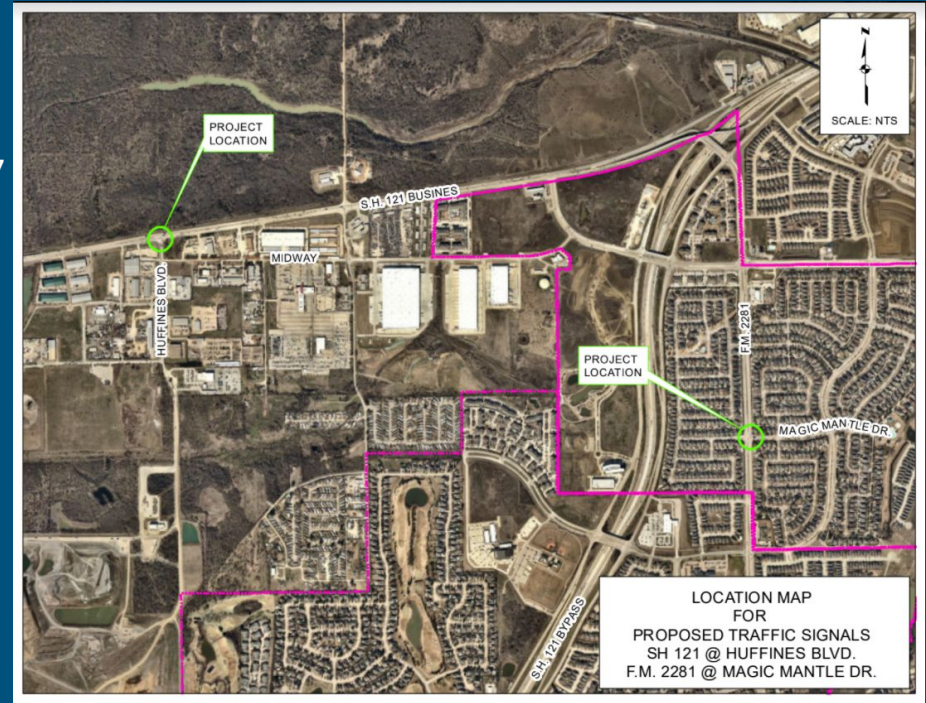 N
SCALE: NTS
PROJECT
LOCATION
S.H. 121 BUSINES
MIDWAY
HUFFINES BLVD.
F.M. 2281
PROJECT
LOCATION
MAGIC MANTLE DR.
S.H. 121 BYPASS
LOCATION MAP
FOR
PROPOSED TRAFFIC SIGNALS
SH 121 @ HUFFINES BLVD.
F.M. 2281 @ MAGIC MANTLE DR.